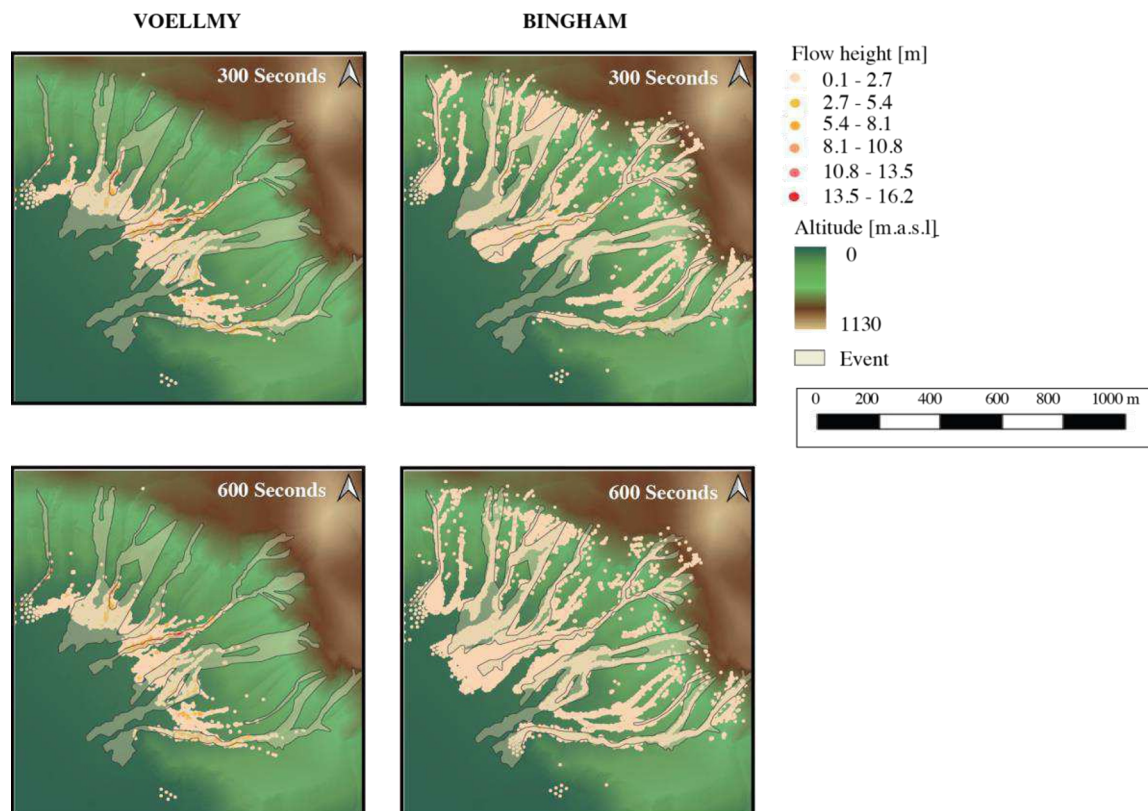 VOELLMY
BINGHAM
300 Seconds
300 Seconds
Flow height [m]
0.1 - 2.7
2.7 - 5.4
5.4 - 8.1
8.1 - 10.8
10.8 - 13.5
13.5 - 16.2
Altitude [m.a.s.l]
0
1130
Event
0 200 400 600 800 1000 m
600 Seconds
600 Seconds